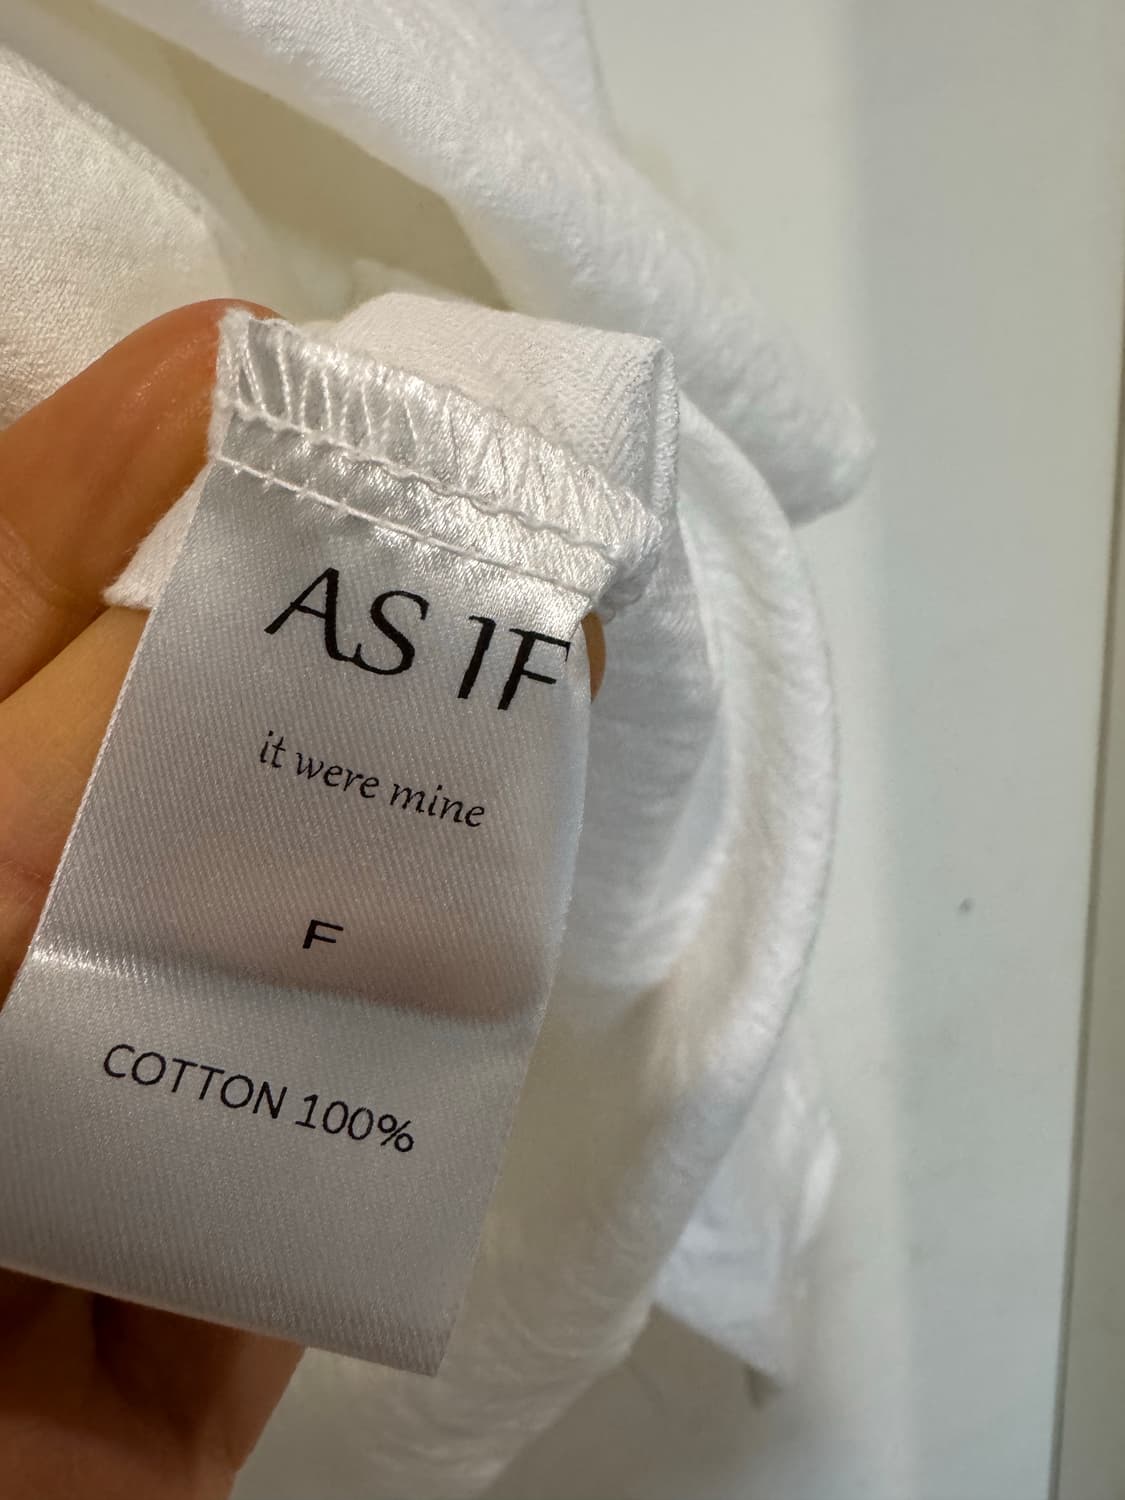 AS IF
it were mine
F
COTTON 100%